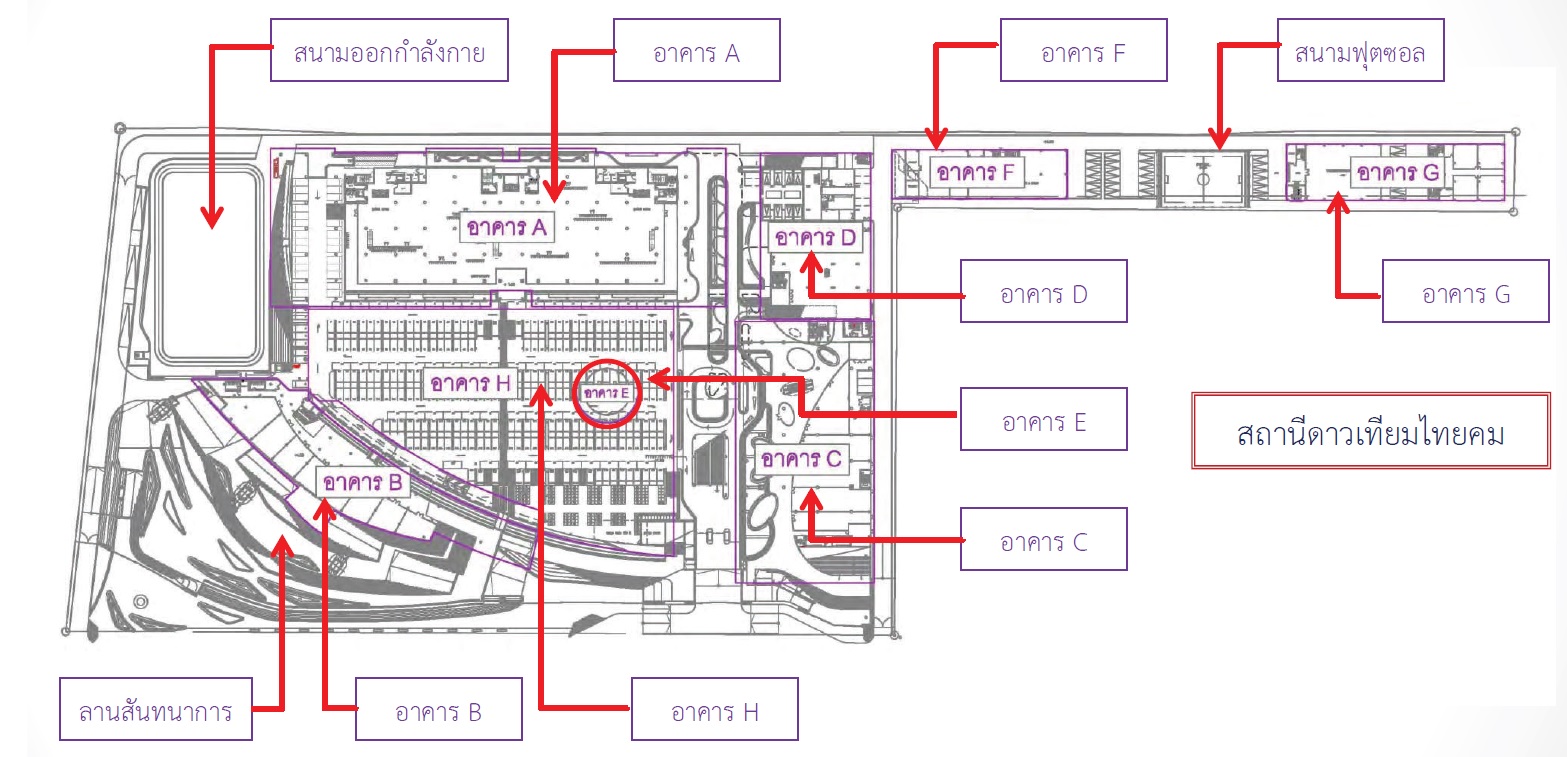 สนามออกกำลังกาย
อาคาร A
อาคาร F
สนามฟุตซอล
อาคาร F
อาคาร G
อาคาร A
อาคาร D
อาคาร D
อาคาร G
อาคาร H
อาคาร E
อาคาร E
สถานีดาวเทียมไทยคม
อาคาร C
อาคาร B
อาคาร C
ลานสันทนาการ
อาคาร B
อาคาร H